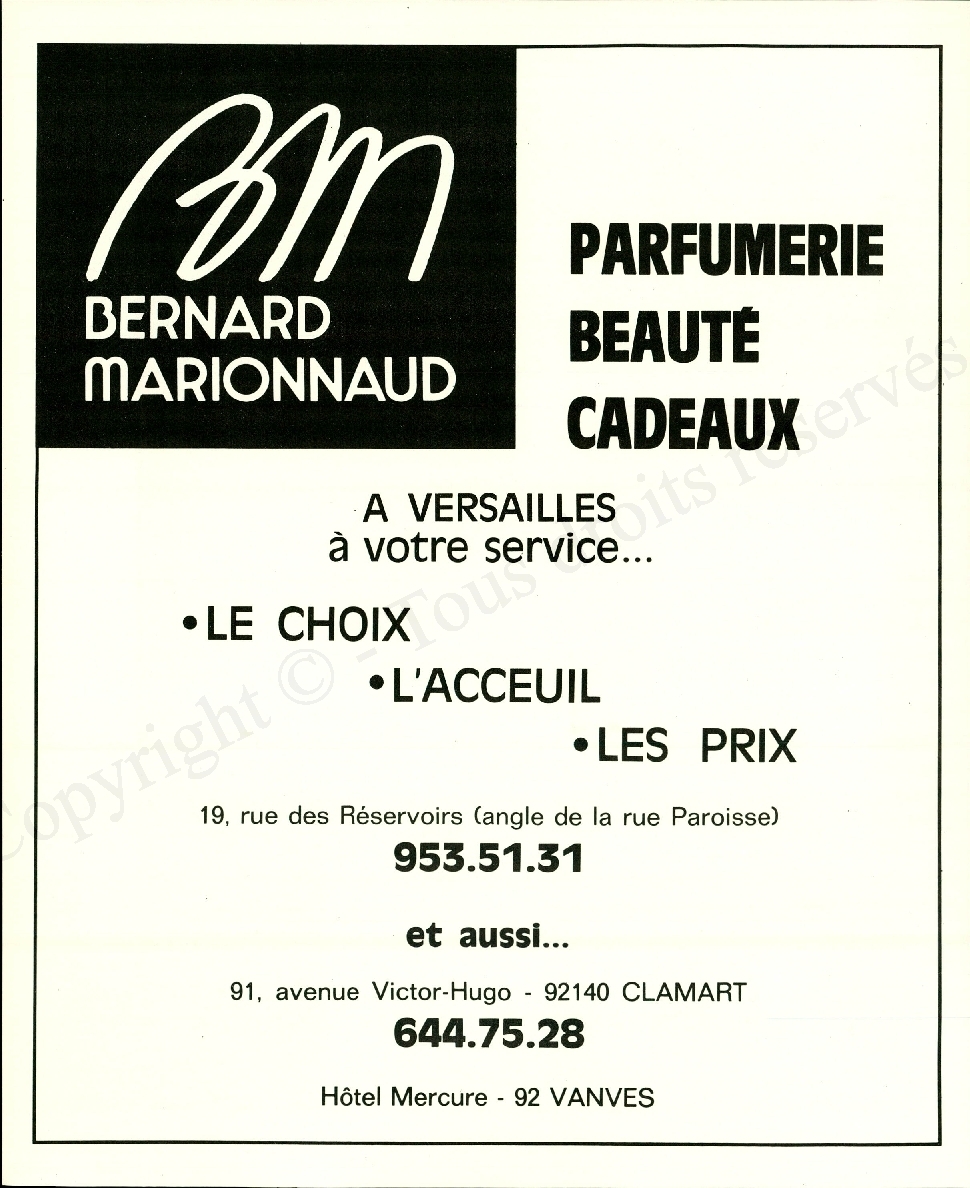 BM
BERNARD
MARIONNAUD
PARFUMERIE
BEAUTÉ
CADEAUX
A VERSAILLES
à votre service...
• LE CHOIX
• L'ACCEUIL
• LES PRIX
19, rue des Réservoirs (angle de la rue Paroisse)
953.51.31
et aussi...
91, avenue Victor-Hugo - 92140 CLAMART
644.75.28
Hôtel Mercure - 92 VANVES
Copyright © - Tous droits reservés